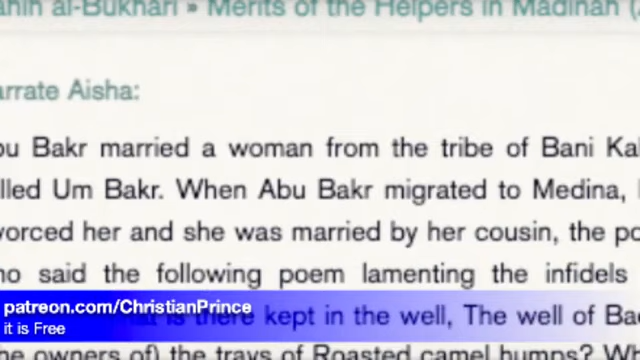 ahih al-Bukhari » Merits of the Helpers in Madinah (
arrate Aisha:
bu Bakr married a woman from the tribe of Bani Kal
lled Um Bakr. When Abu Bakr migrated to Medina,
vorced her and she was married by her cousin, the po
ho said the following poem lamenting the infidels
patreon.com/ChristianPrince
it is Free
is there kept in the well, The well of Ba
he owners of) the trays of Roasted camel humps? Wh